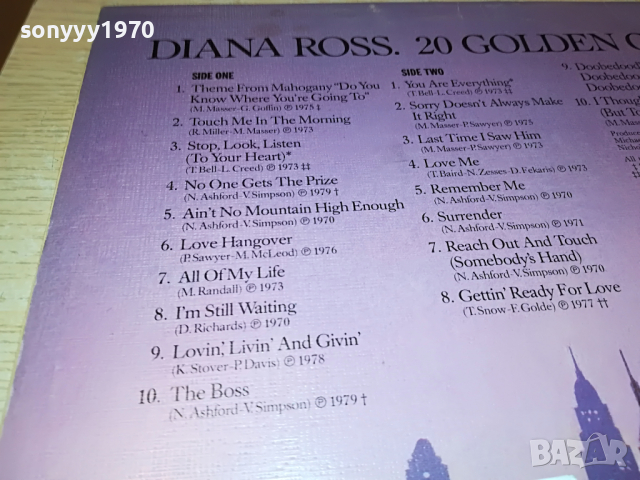 sonyyy1970
DIANA ROSS. 20 GOLDEN
SIDE ONE
1. Theme From Mahogany "Do You
Know Where You're Going To"
(M. Masser-G. Goffin) ℗ 1975 †
2. Touch Me In The Morning
(R. Miller-M. Masser) ℗ 1973
3. Stop, Look, Listen
(To Your Heart)*
(T. Bell-L. Creed) ℗ 1973 ‡‡
4. No One Gets The Prize
(N. Ashford-V. Simpson) ℗ 1979 †
5. Ain't No Mountain High Enough
(N. Ashford-V. Simpson) ℗ 1970
6. Love Hangover
(P. Sawyer-M. McLeod) ℗ 1976
7. All Of My Life
(M. Randall) ℗ 1973
8. I'm Still Waiting
(D. Richards) ℗ 1970
9. Lovin', Livin' And Givin'
(K. Stover-P. Davis) ℗ 1978
10. The Boss
(N. Ashford-V. Simpson) ℗ 1979 †
SIDE TWO
1. You Are Everything*
(T. Bell-L. Creed) ℗ 1973 ‡‡
2. Sorry Doesn't Always Make
It Right
(M. Masser-P. Sawyer) ℗ 1975
3. Last Time I Saw Him
(M. Masser-P. Sawyer) ℗ 1973
4. Love Me
(T. Baird-N. Zesses-D. Fekaris) ℗ 1973
5. Remember Me
(N. Ashford-V. Simpson) ℗ 1970
6. Surrender
(N. Ashford-V. Simpson) ℗ 1971
7. Reach Out And Touch
(Somebody's Hand)
(N. Ashford-V. Simpson) ℗ 1970
8. Gettin' Ready For Love
(T. Snow-F. Golde) ℗ 1977 ††
9.
10. I
(But
BAZAR
bg